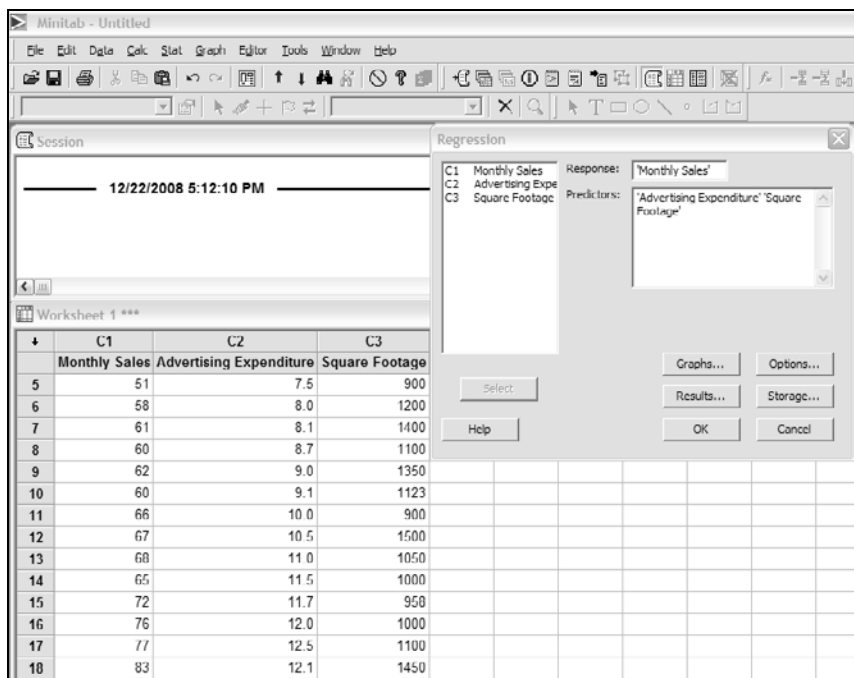 Minitab - Untitled
File Edit Data Calc Stat Graph Editor Tools Window Help
Session
12/22/2008 5:12:10 PM
Regression
C1 Monthly Sales
C2 Advertising Expe
C3 Square Footage
Response: 'Monthly Sales'
Predictors: 'Advertising Expenditure' 'Square
Footage'
Graphs... Options...
Select Results... Storage...
Help OK Cancel
Worksheet 1 ***
C1 C2 C3
Monthly Sales Advertising Expenditure Square Footage
5 51 7.5 900
6 58 8.0 1200
7 61 8.1 1400
8 60 8.7 1100
9 62 9.0 1350
10 60 9.1 1123
11 66 10.0 900
12 67 10.5 1500
13 68 11.0 1050
14 65 11.5 1000
15 72 11.7 958
16 76 12.0 1000
17 77 12.5 1100
18 83 12.1 1450